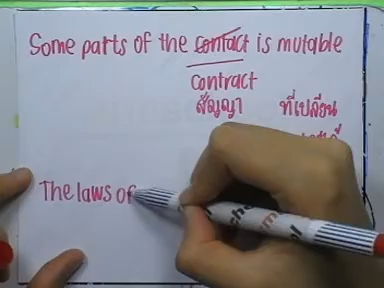 Some parts of the contact is mutable
contract
สัญญา ที่เปลี่ยน
The laws of